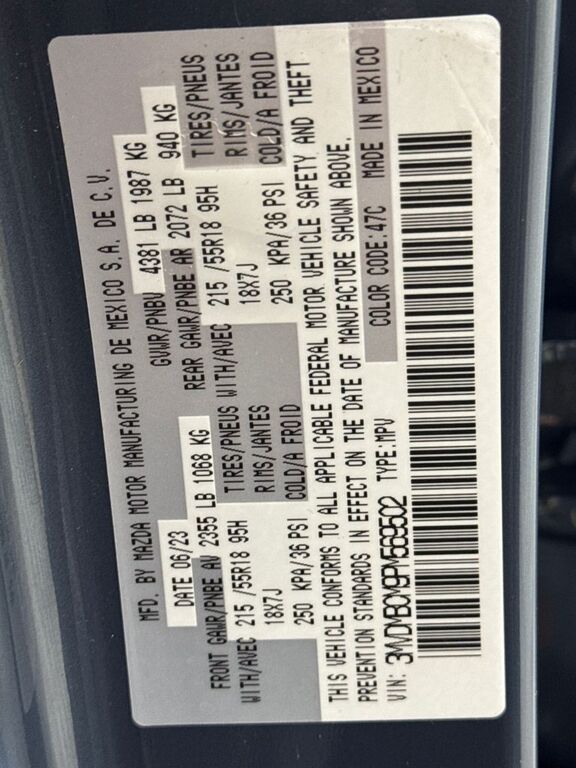 MFD. BY MAZDA MOTOR MANUFACTURING DE MEXICO S.A. DE C.V.
DATE 06/23 GVWR/PNBV 4381 LB 1987 KG
FRONT GAWR/PNBE AV 2355 LB 1068 KG REAR GAWR/PNBE AR 2072 LB 940 KG
WITH/AVEC 215 /55R18 95H TIRES/PNEUS WITH/AVEC 215 /55R18 95H TIRES/PNEUS
18X7J RIMS/JANTES 18X7J RIMS/JANTES
250 KPA/36 PSI COLD/A FROID 250 KPA/36 PSI COLD/A FROID
THIS VEHICLE CONFORMS TO ALL APPLICABLE FEDERAL MOTOR VEHICLE SAFETY AND THEFT
PREVENTION STANDARDS IN EFFECT ON THE DATE OF MANUFACTURE SHOWN ABOVE.
VIN: 3MVDMBCM9PM569502 TYPE:MPV COLOR CODE:47C MADE IN MEXICO